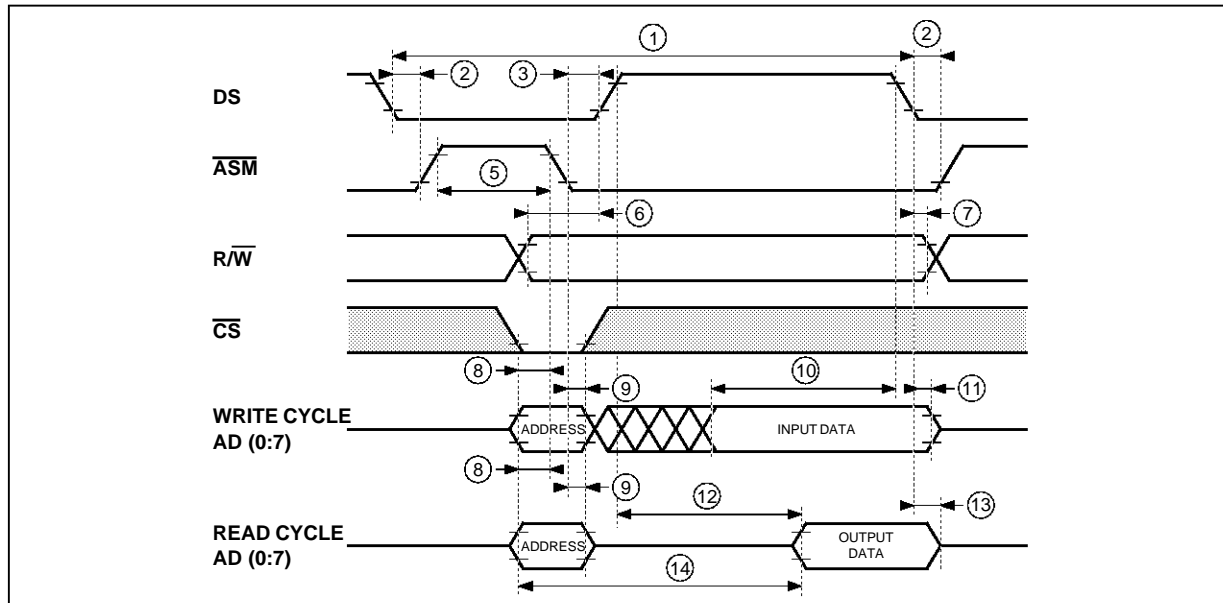 1
2
2
3
DS
ASM
5
6
7
R/W
CS
8
9
10
11
WRITE CYCLE
AD (0:7)
ADDRESS
INPUT DATA
8
9
12
13
READ CYCLE
AD (0:7)
ADDRESS
OUTPUT
DATA
14